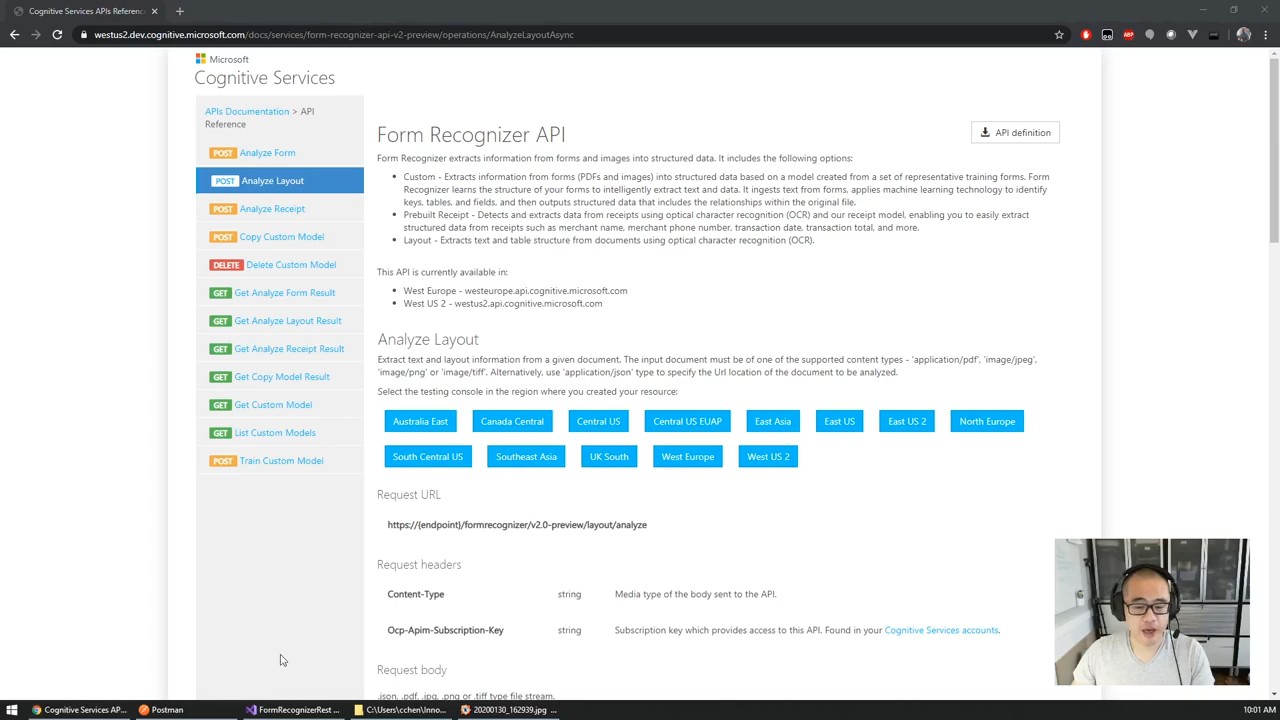 Cognitive Services APIs Referenc
westus2.dev.cognitive.microsoft.com/docs/services/form-recognizer-api-v2-preview/operations/AnalyzeLayoutAsync
ABP
Microsoft
Cognitive Services
APIs Documentation > API
Reference
POST Analyze Form
POST Analyze Layout
POST Analyze Receipt
POST Copy Custom Model
DELETE Delete Custom Model
GET Get Analyze Form Result
GET Get Analyze Layout Result
GET Get Analyze Receipt Result
GET Get Copy Model Result
GET Get Custom Model
GET List Custom Models
POST Train Custom Model
Form Recognizer API
API definition
Form Recognizer extracts information from forms and images into structured data. It includes the following options:
• Custom - Extracts information from forms (PDFs and images) into structured data based on a model created from a set of representative training forms. Form
Recognizer learns the structure of your forms to intelligently extract text and data. It ingests text from forms, applies machine learning technology to identify
keys, tables, and fields, and then outputs structured data that includes the relationships within the original file.
• Prebuilt Receipt - Detects and extracts data from receipts using optical character recognition (OCR) and our receipt model, enabling you to easily extract
structured data from receipts such as merchant name, merchant phone number, transaction date, transaction total, and more.
• Layout - Extracts text and table structure from documents using optical character recognition (OCR).
This API is currently available in:
• West Europe - westeurope.api.cognitive.microsoft.com
• West US 2 - westus2.api.cognitive.microsoft.com
Analyze Layout
Extract text and layout information from a given document. The input document must be of one of the supported content types - 'application/pdf', 'image/jpeg',
'image/png' or 'image/tiff'. Alternatively, use 'application/json' type to specify the Url location of the document to be analyzed.
Select the testing console in the region where you created your resource:
Australia East Canada Central Central US Central US EUAP East Asia East US East US 2 North Europe
South Central US Southeast Asia UK South West Europe West US 2
Request URL
https://{endpoint}/formrecognizer/v2.0-preview/layout/analyze
Request headers
Content-Type string Media type of the body sent to the API.
Ocp-Apim-Subscription-Key string Subscription key which provides access to this API. Found in your Cognitive Services accounts.
Request body
.json, .pdf, .jpg, .png or .tiff type file stream.
Cognitive Services AP... Postman FormRecognizerRest ... C:\Users\cchen\Inno... 20200130_162939.jpg ... 10:01 AM